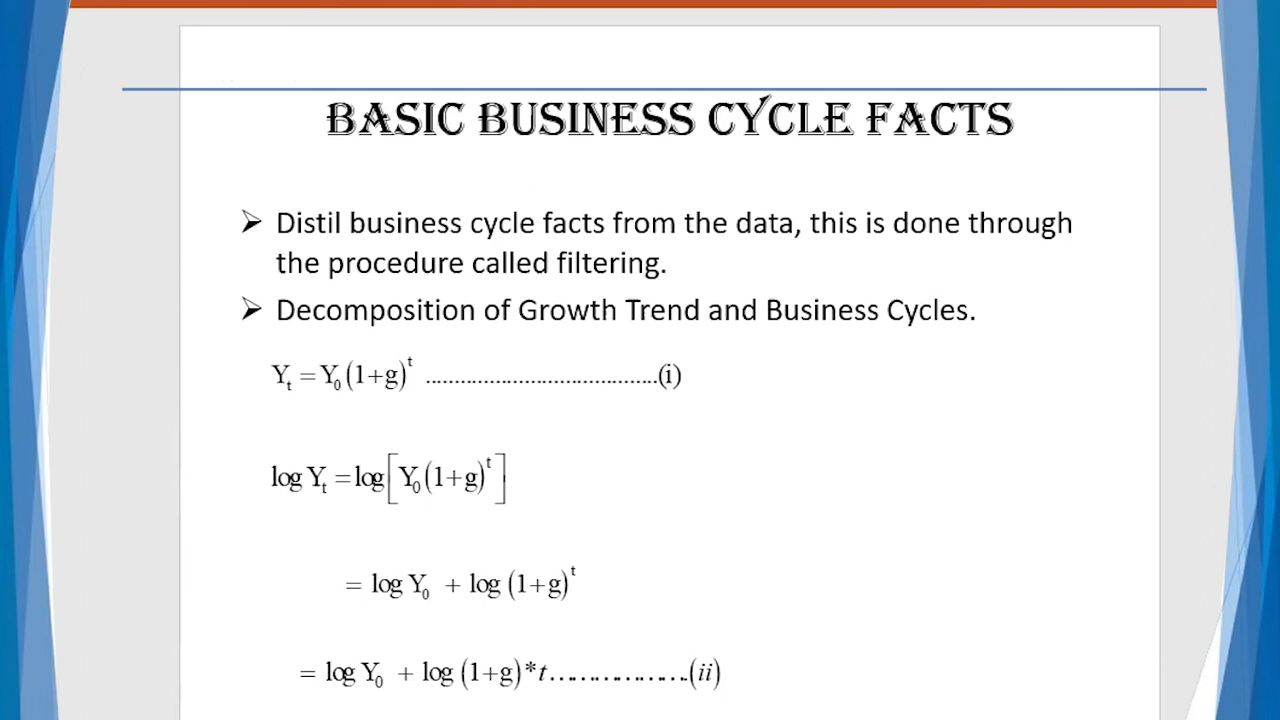 BASIC BUSINESS CYCLE FACTS
➢ Distil business cycle facts from the data, this is done through
the procedure called filtering.
➢ Decomposition of Growth Trend and Business Cycles.
Yₜ = Y₀(1+g)ᵗ ........................................(i)
log Yₜ = log[Y₀(1+g)ᵗ]
= log Y₀ + log (1+g)ᵗ
= log Y₀ + log (1+g)*t..................(ii)